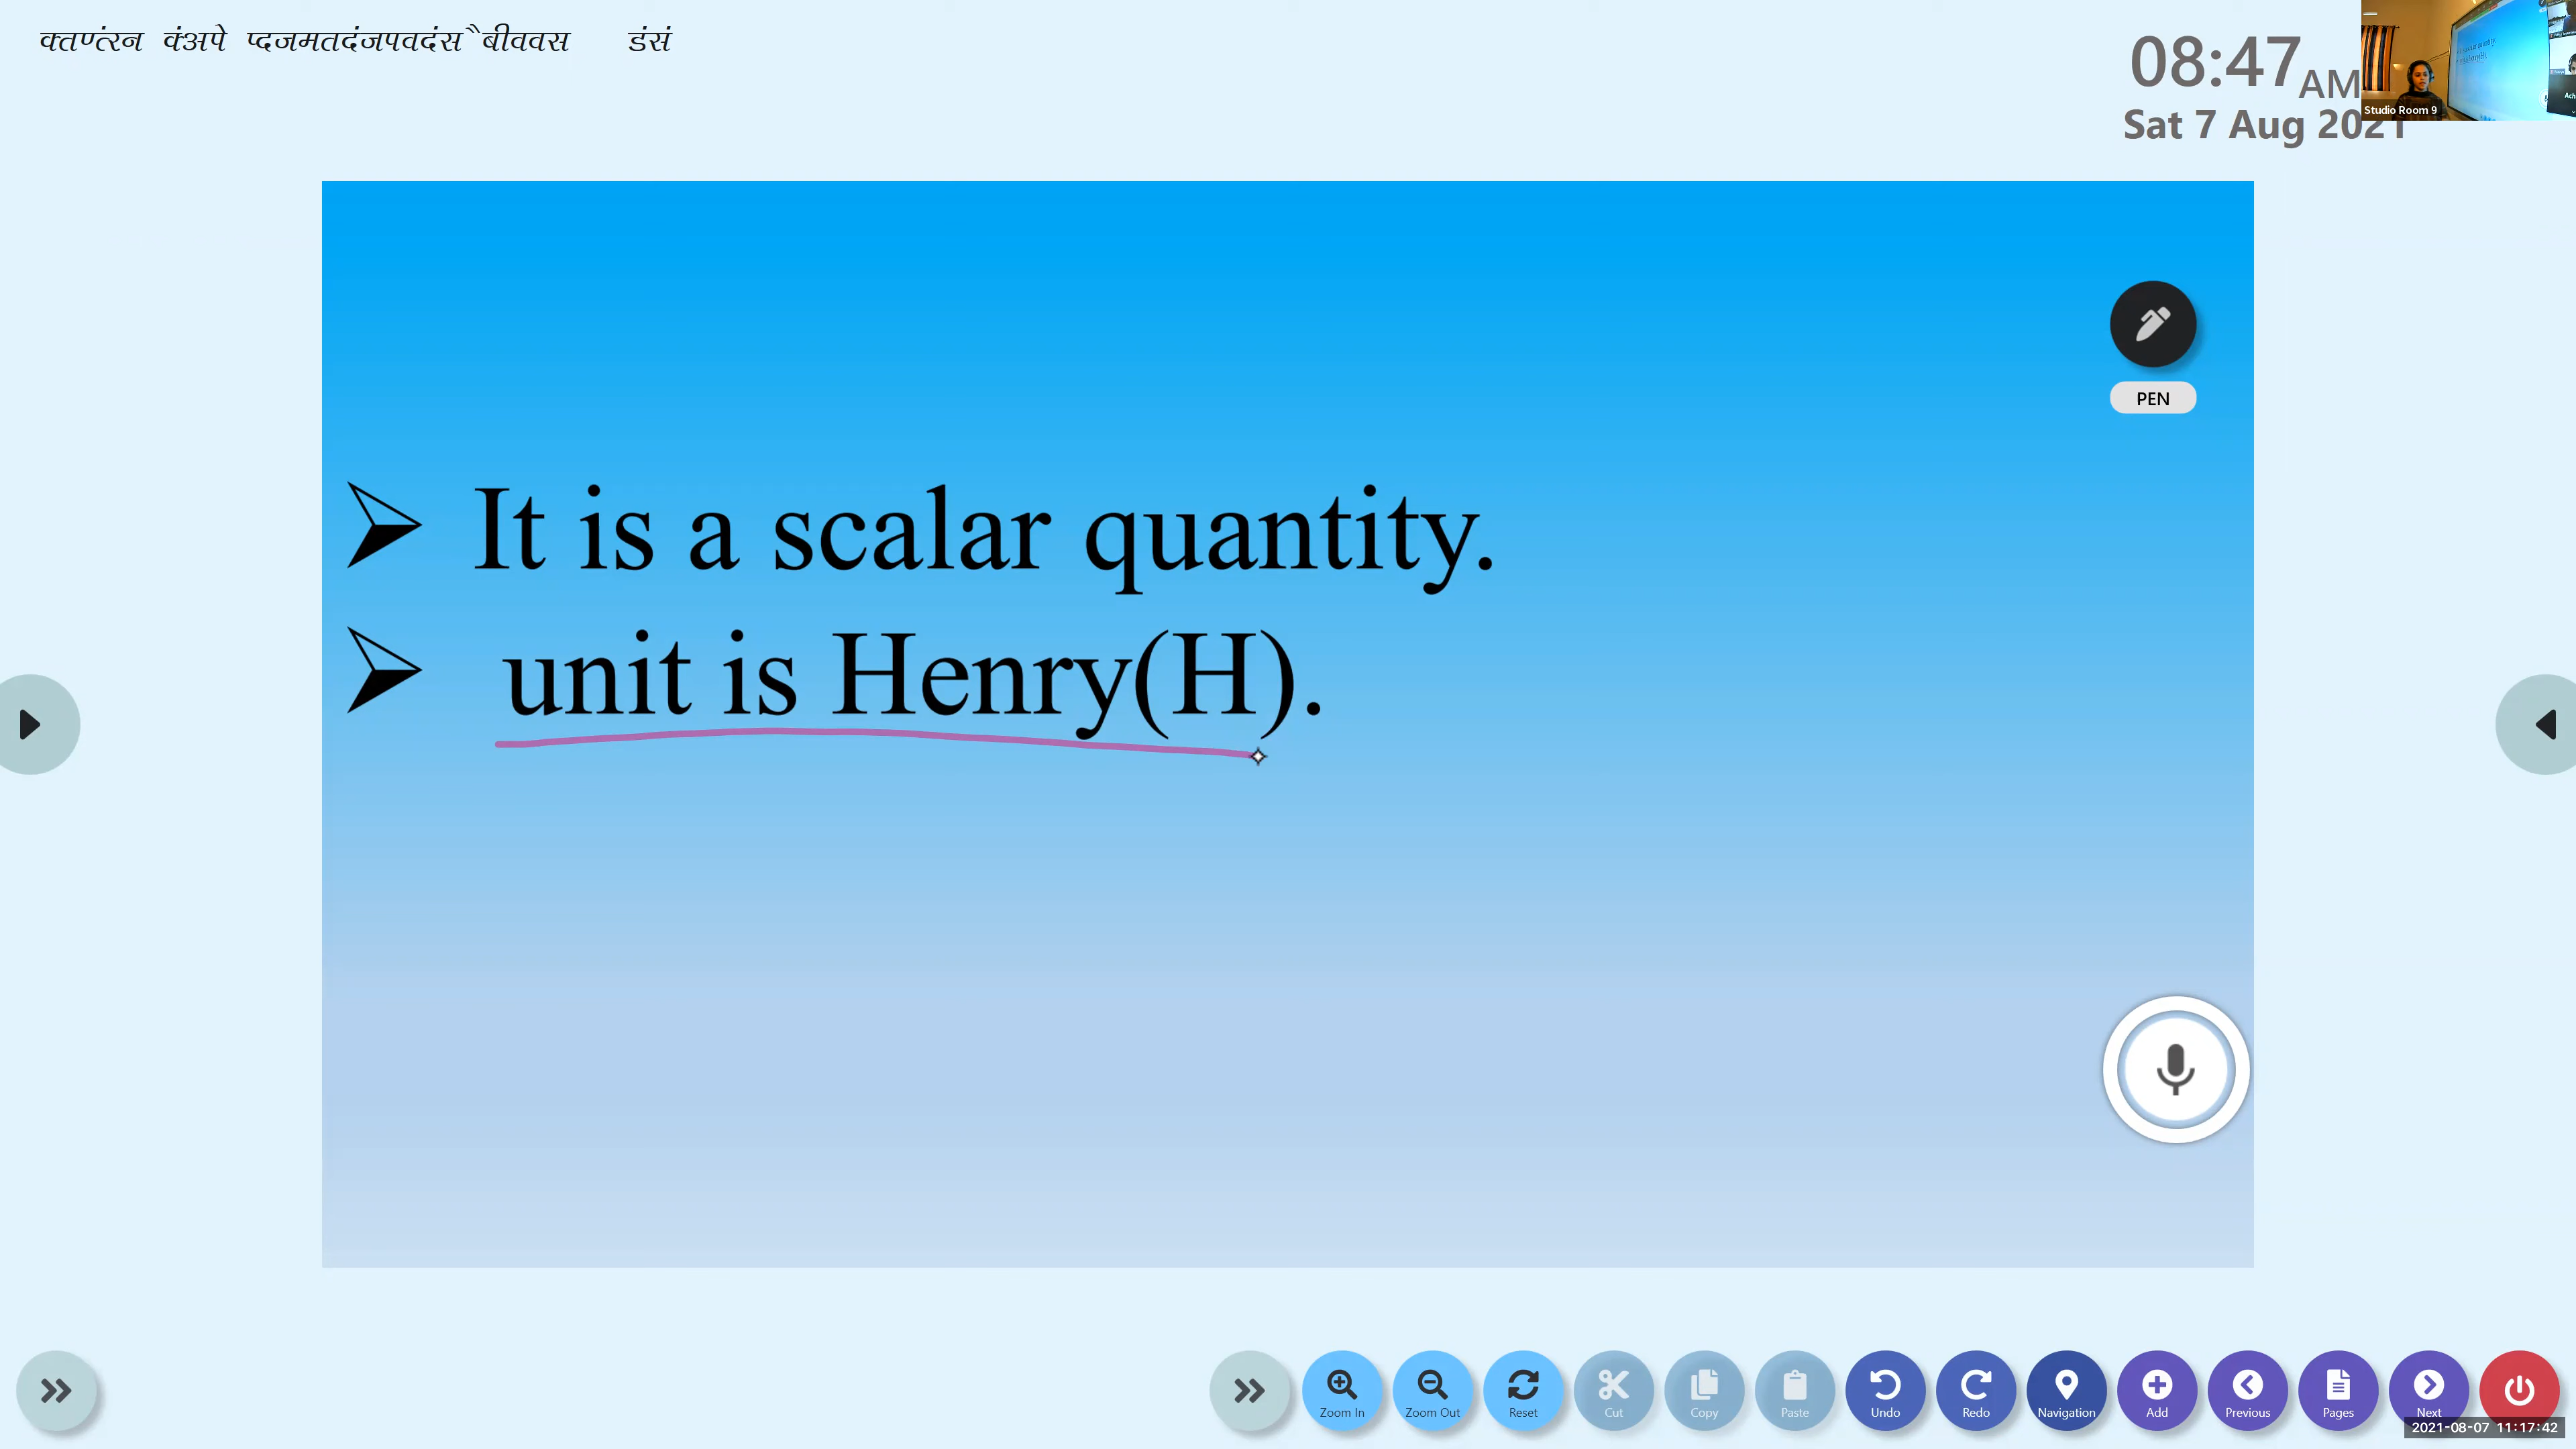 क्तण्तंरन कंअपे प्दजमतदंजपवदंस ैबीववस डंसं
08:47 AM
Sat 7 Aug 2021
Studio Room 9
PEN
➢ It is a scalar quantity.
➢ unit is Henry(H).
Zoom In Zoom Out Reset Cut Copy Paste Undo Redo Navigation Add Previous Pages Next
2021-08-07 11:17:42